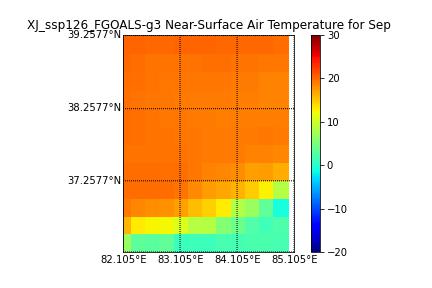 XJ_ssp126_FGOALS-g3 Near-Surface Air Temperature for Sep
39.2577°N
38.2577°N
37.2577°N
82.105°E 83.105°E 84.105°E 85.105°E
30
20
10
0
−10
−20